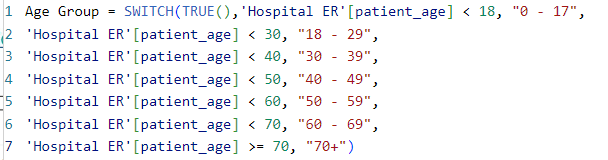 1 Age Group = SWITCH(TRUE(),'Hospital ER'[patient_age] < 18, "0 - 17",
2 'Hospital ER'[patient_age] < 30, "18 - 29",
3 'Hospital ER'[patient_age] < 40, "30 - 39",
4 'Hospital ER'[patient_age] < 50, "40 - 49",
5 'Hospital ER'[patient_age] < 60, "50 - 59",
6 'Hospital ER'[patient_age] < 70, "60 - 69",
7 'Hospital ER'[patient_age] >= 70, "70+")